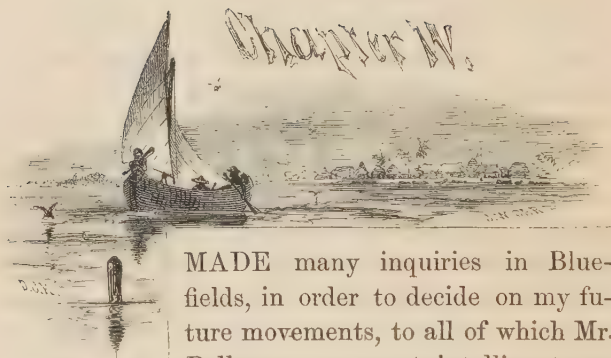 Chapter IV.
MADE many inquiries in Blue-
fields, in order to decide on my fu-
ture movements, to all of which Mr.